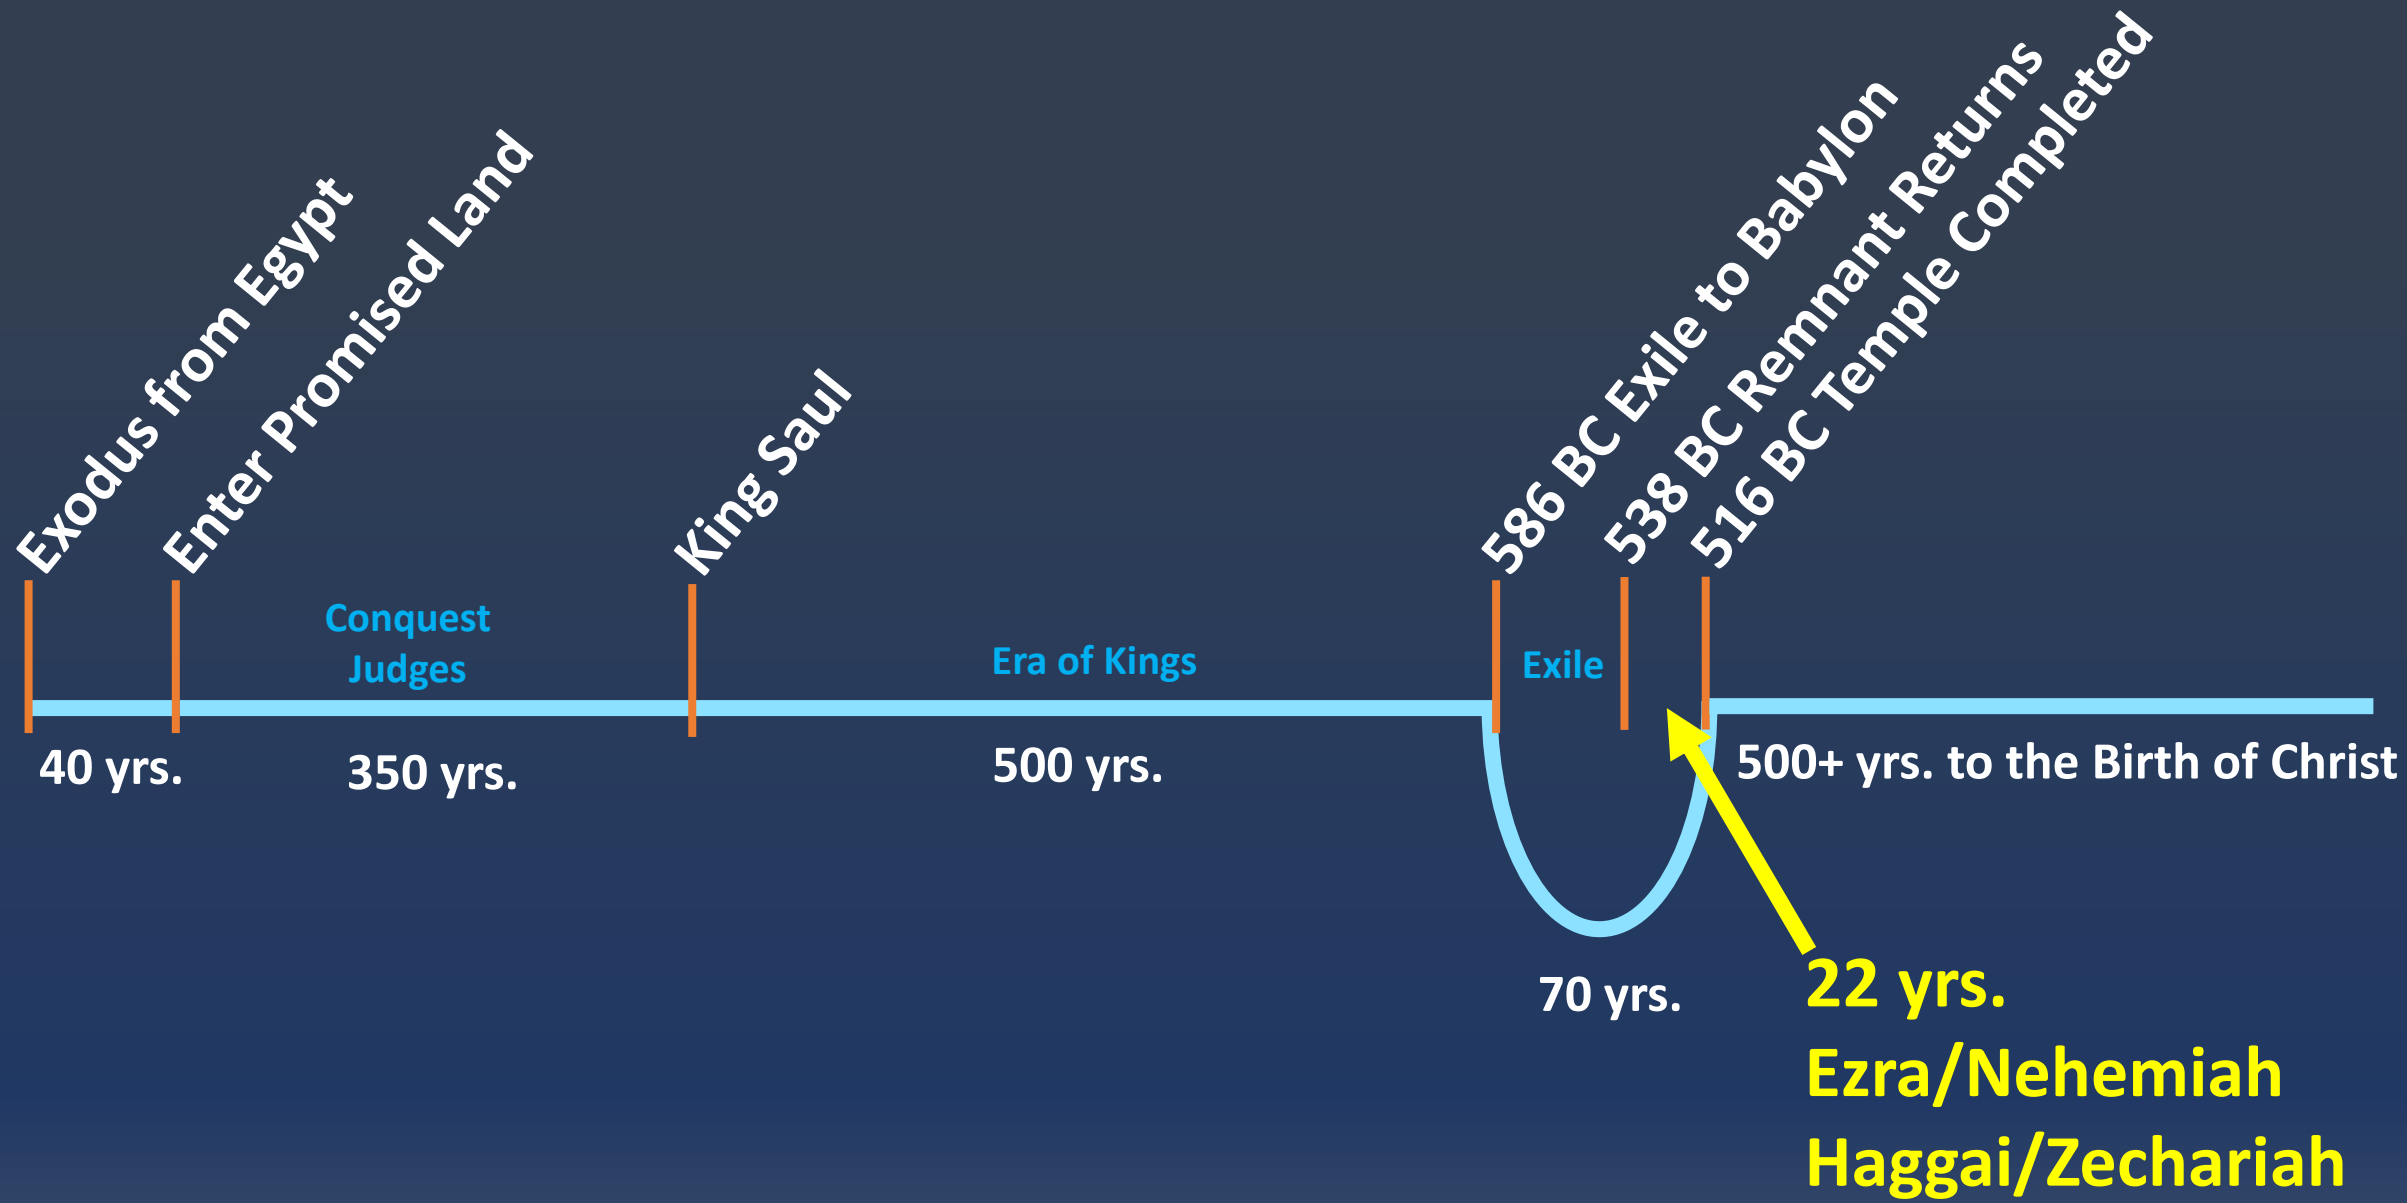 Exodus from Egypt
Enter Promised Land
King Saul
586 BC Exile to Babylon
538 BC Remnant Returns
516 BC Temple Completed
Conquest
Judges
Era of Kings
Exile
40 yrs.
350 yrs.
500 yrs.
500+ yrs. to the Birth of Christ
70 yrs.
22 yrs.
Ezra/Nehemiah
Haggai/Zechariah